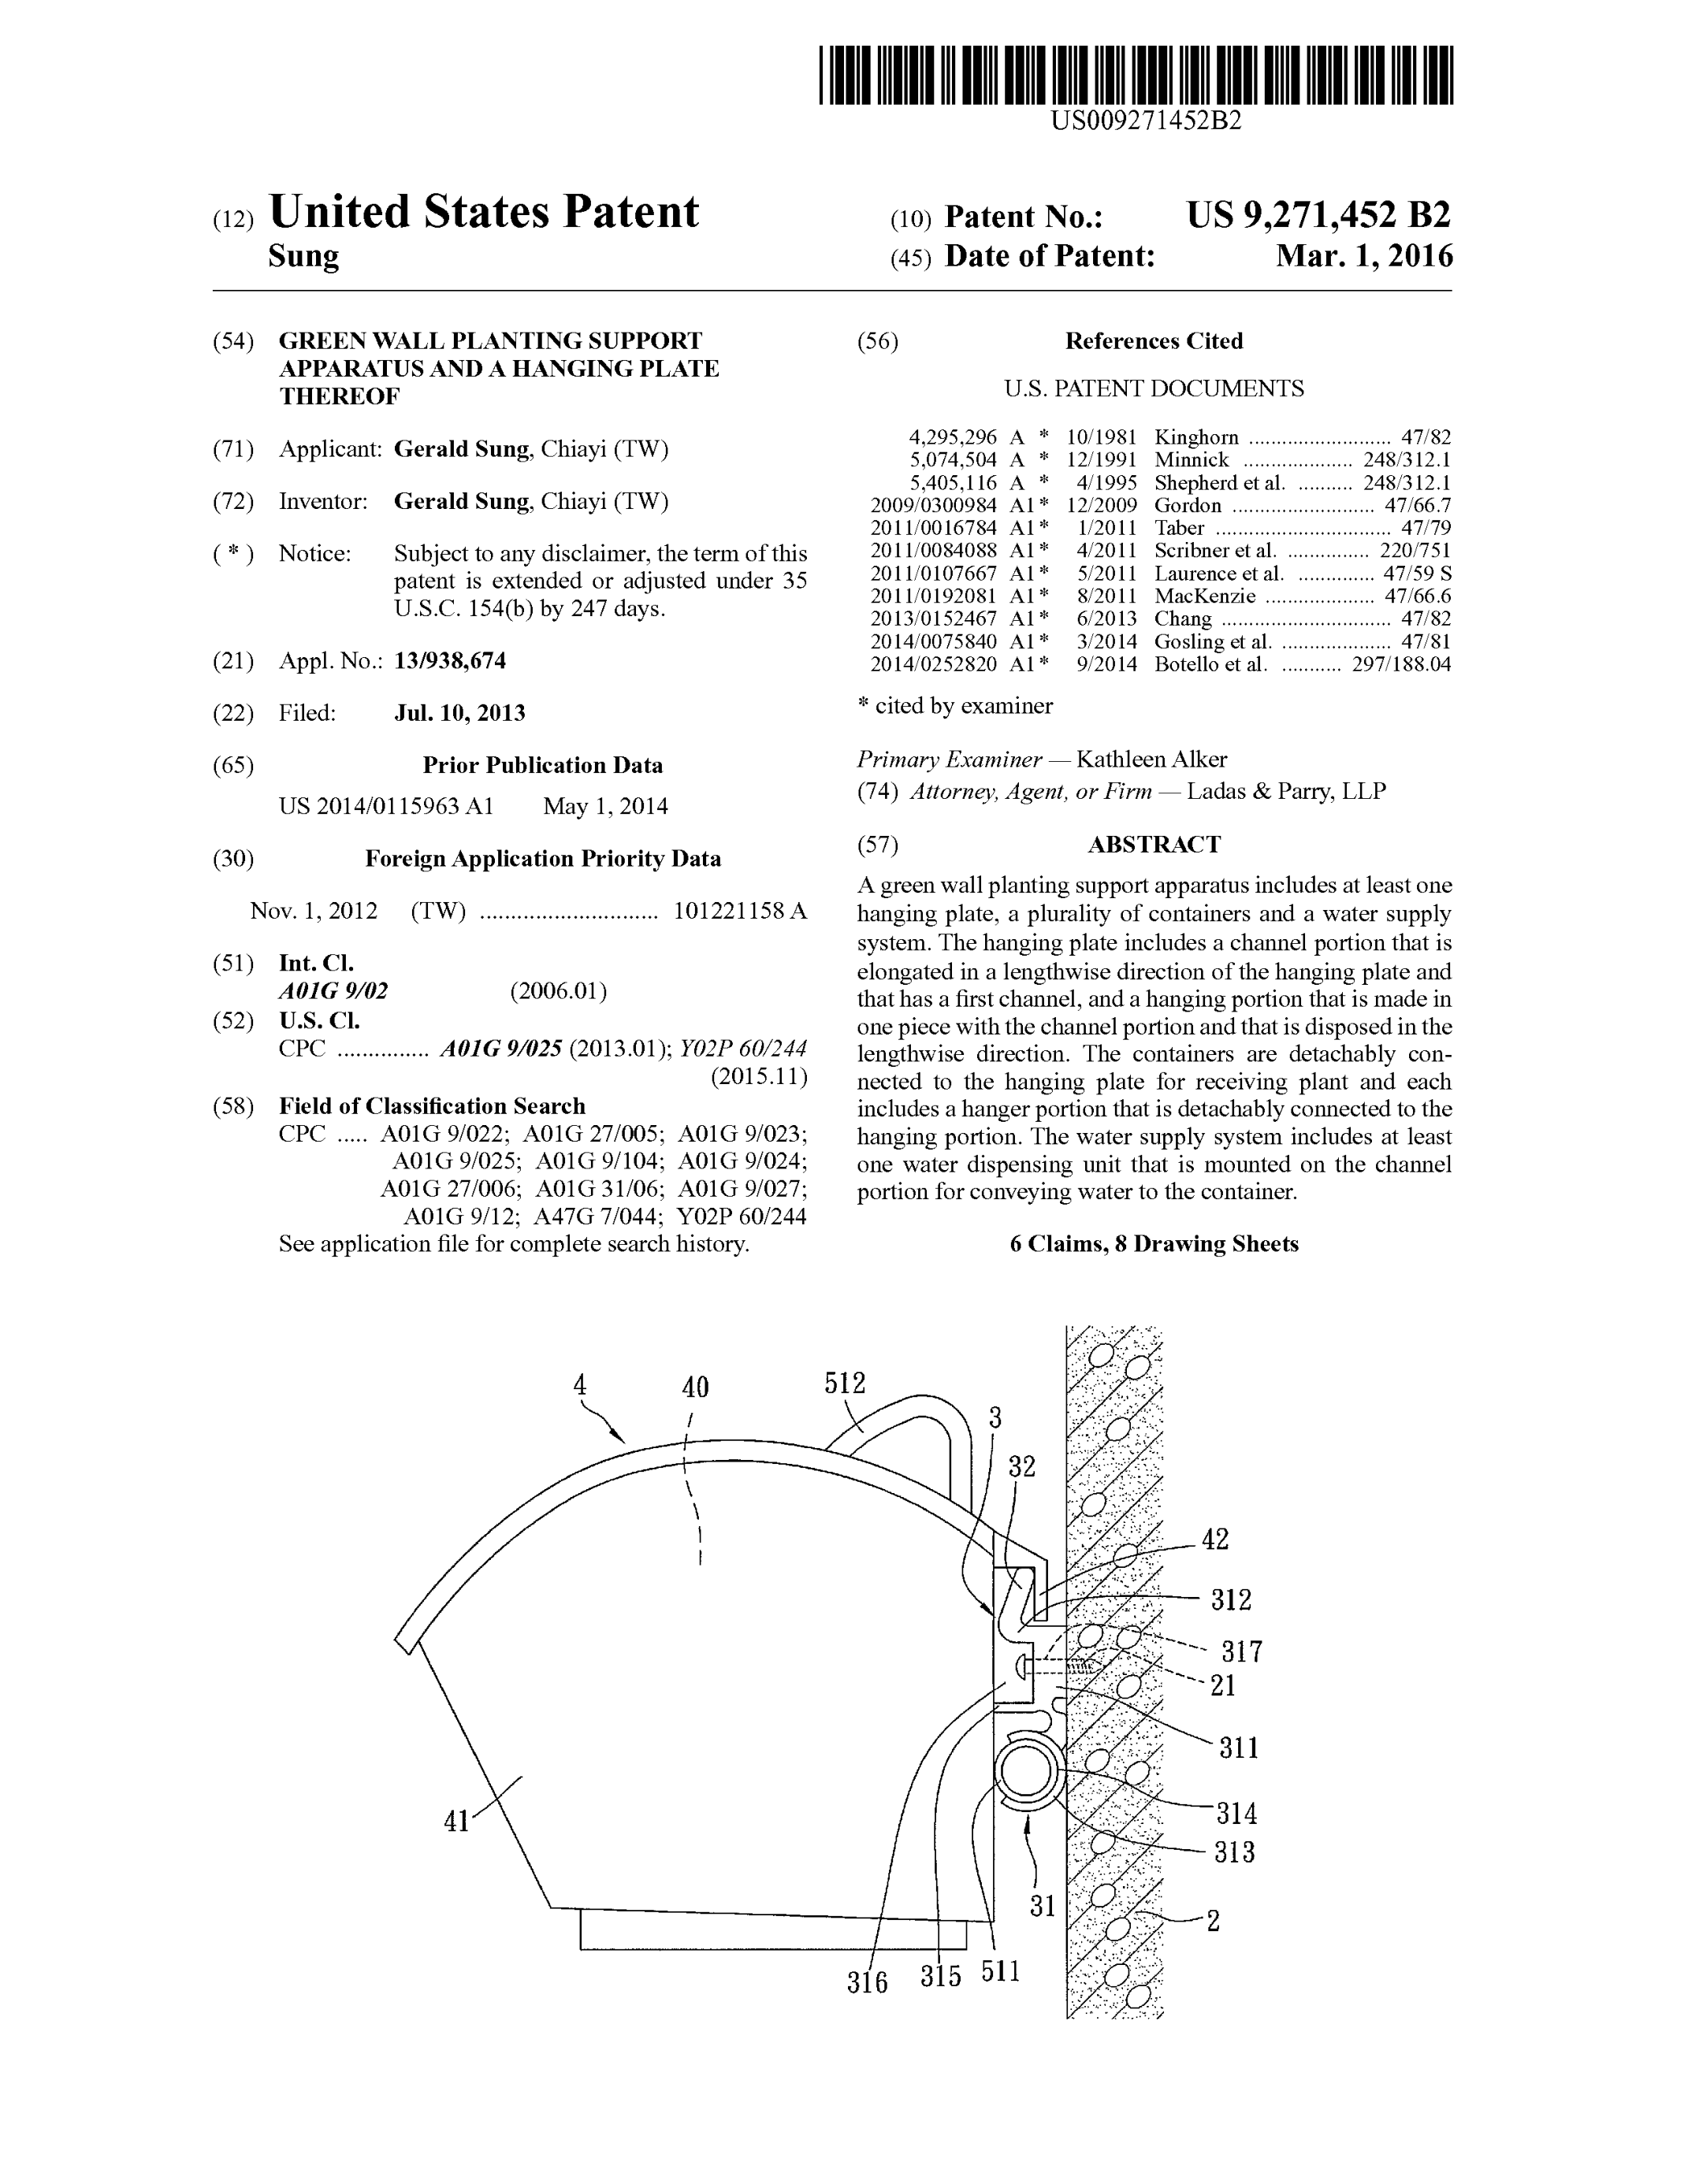 US009271452B2
(12) United States Patent
Sung
(10) Patent No.: US 9,271,452 B2
(45) Date of Patent: Mar. 1, 2016
(54) GREEN WALL PLANTING SUPPORT
APPARATUS AND A HANGING PLATE
THEREOF
(71) Applicant: Gerald Sung, Chiayi (TW)
(72) Inventor: Gerald Sung, Chiayi (TW)
( * ) Notice: Subject to any disclaimer, the term of this
patent is extended or adjusted under 35
U.S.C. 154(b) by 247 days.
(21) Appl. No.: 13/938,674
(22) Filed: Jul. 10, 2013
(65) Prior Publication Data
US 2014/0115963 A1 May 1, 2014
(30) Foreign Application Priority Data
Nov. 1, 2012 (TW) ............................. 101221158 A
(51) Int. Cl.
A01G 9/02 (2006.01)
(52) U.S. Cl.
CPC ............... A01G 9/025 (2013.01); Y02P 60/244
(2015.11)
(58) Field of Classification Search
CPC ..... A01G 9/022; A01G 27/005; A01G 9/023;
A01G 9/025; A01G 9/104; A01G 9/024;
A01G 27/006; A01G 31/06; A01G 9/027;
A01G 9/12; A47G 7/044; Y02P 60/244
See application file for complete search history.
(56) References Cited
U.S. PATENT DOCUMENTS
4,295,296 A * 10/1981 Kinghorn .......................... 47/82
5,074,504 A * 12/1991 Minnick .................... 248/312.1
5,405,116 A * 4/1995 Shepherd et al. .......... 248/312.1
2009/0300984 A1* 12/2009 Gordon .......................... 47/66.7
2011/0016784 A1* 1/2011 Taber ................................ 47/79
2011/0084088 A1* 4/2011 Scribner et al. ............... 220/751
2011/0107667 A1* 5/2011 Laurence et al. .............. 47/59 S
2011/0192081 A1* 8/2011 MacKenzie .................... 47/66.6
2013/0152467 A1* 6/2013 Chang ............................... 47/82
2014/0075840 A1* 3/2014 Gosling et al. .................... 47/81
2014/0252820 A1* 9/2014 Botello et al. ........... 297/188.04
* cited by examiner
Primary Examiner — Kathleen Alker
(74) Attorney, Agent, or Firm — Ladas & Parry, LLP
(57) ABSTRACT
A green wall planting support apparatus includes at least one
hanging plate, a plurality of containers and a water supply
system. The hanging plate includes a channel portion that is
elongated in a lengthwise direction of the hanging plate and
that has a first channel, and a hanging portion that is made in
one piece with the channel portion and that is disposed in the
lengthwise direction. The containers are detachably con-
nected to the hanging plate for receiving plant and each
includes a hanger portion that is detachably connected to the
hanging portion. The water supply system includes at least
one water dispensing unit that is mounted on the channel
portion for conveying water to the container.
6 Claims, 8 Drawing Sheets
4
40
512
3
32
42
312
317
21
311
314
313
31
2
41
316
315
511